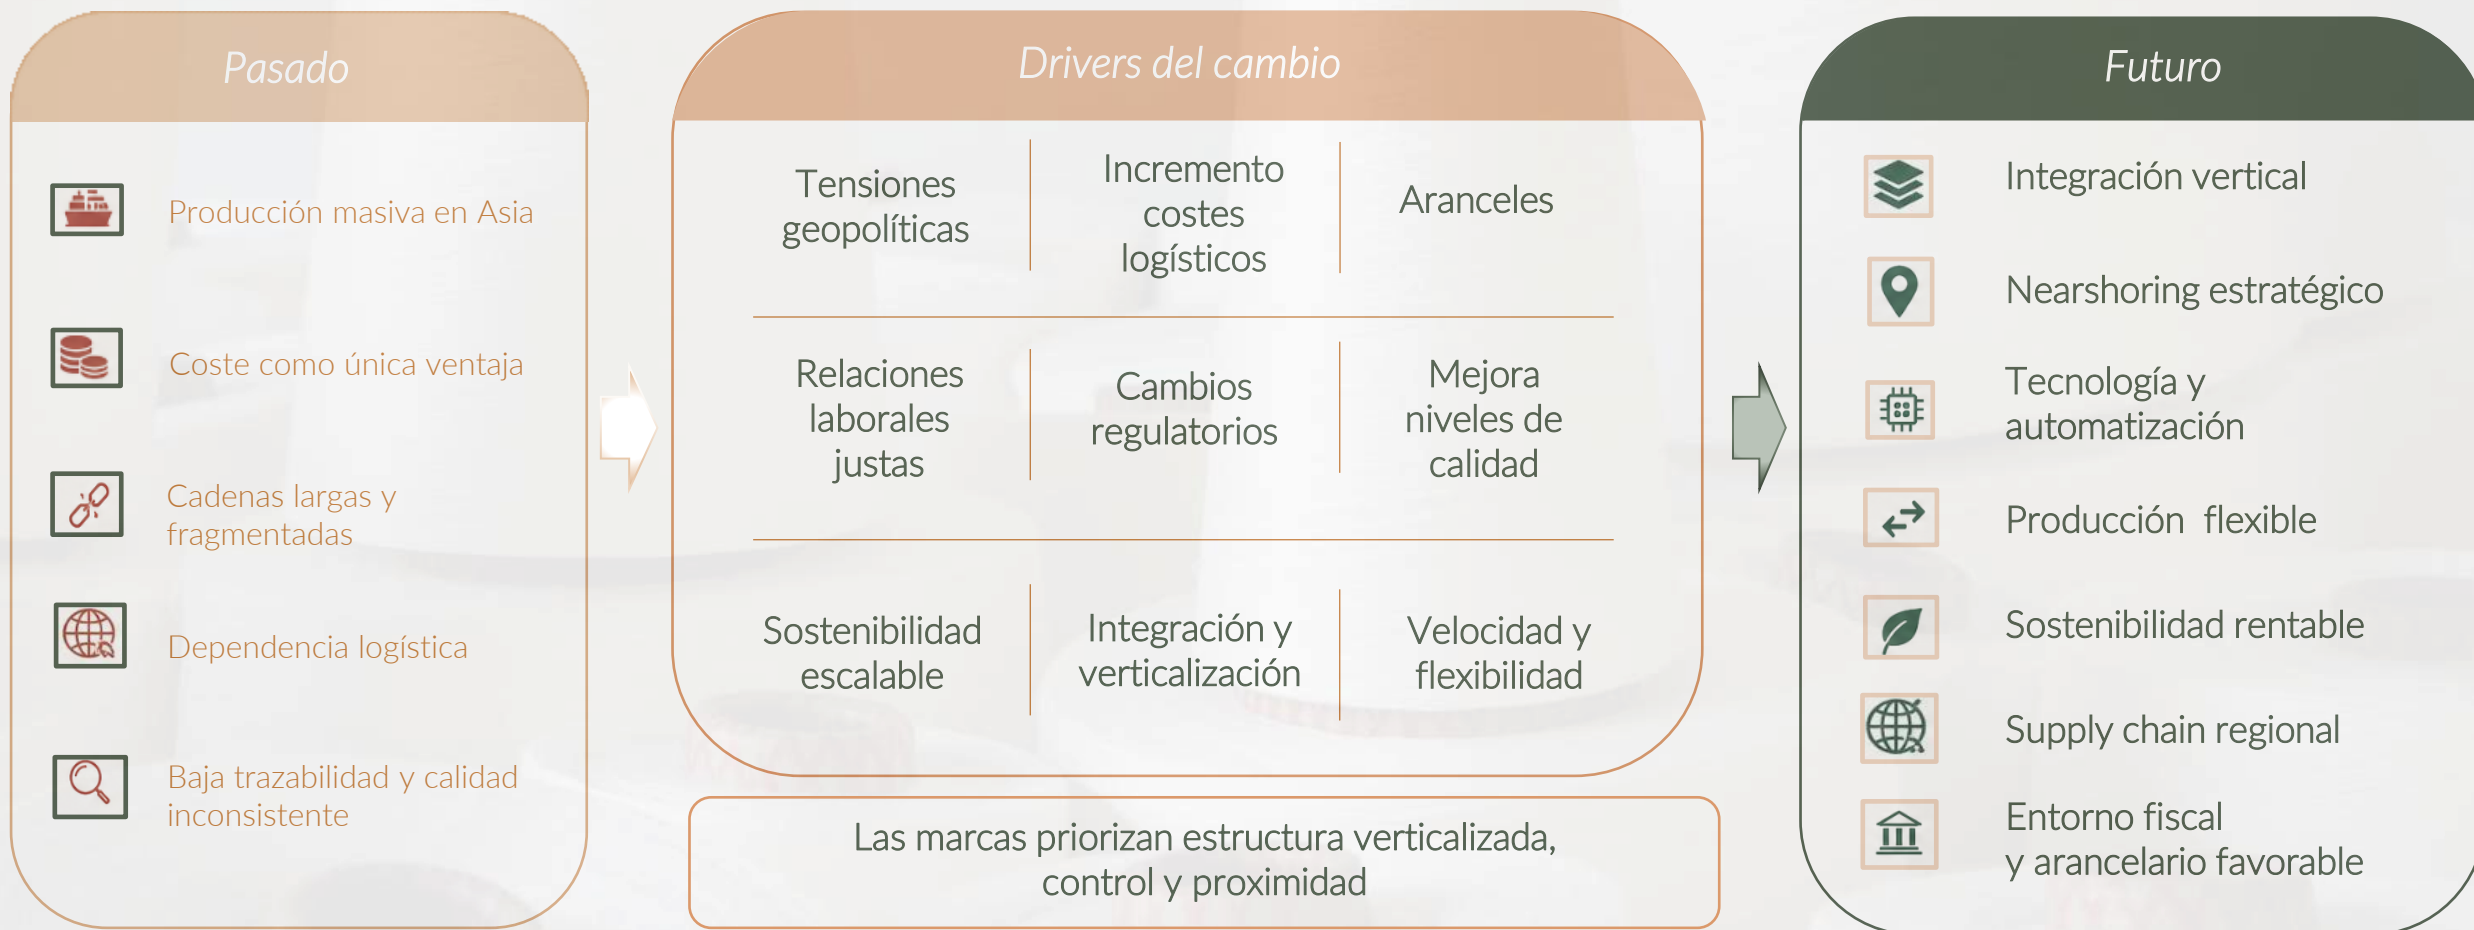 Pasado
Producción masiva en Asia
Coste como única ventaja
Cadenas largas y
fragmentadas
Dependencia logística
Baja trazabilidad y calidad
inconsistente
Drivers del cambio
Tensiones
geopolíticas
Incremento
costes
logísticos
Aranceles
Relaciones
laborales
justas
Cambios
regulatorios
Mejora
niveles de
calidad
Sostenibilidad
escalable
Integración y
verticalización
Velocidad y
flexibilidad
Las marcas priorizan estructura verticalizada,
control y proximidad
Futuro
Integración vertical
Nearshoring estratégico
Tecnología y
automatización
Producción flexible
Sostenibilidad rentable
Supply chain regional
Entorno fiscal
y arancelario favorable